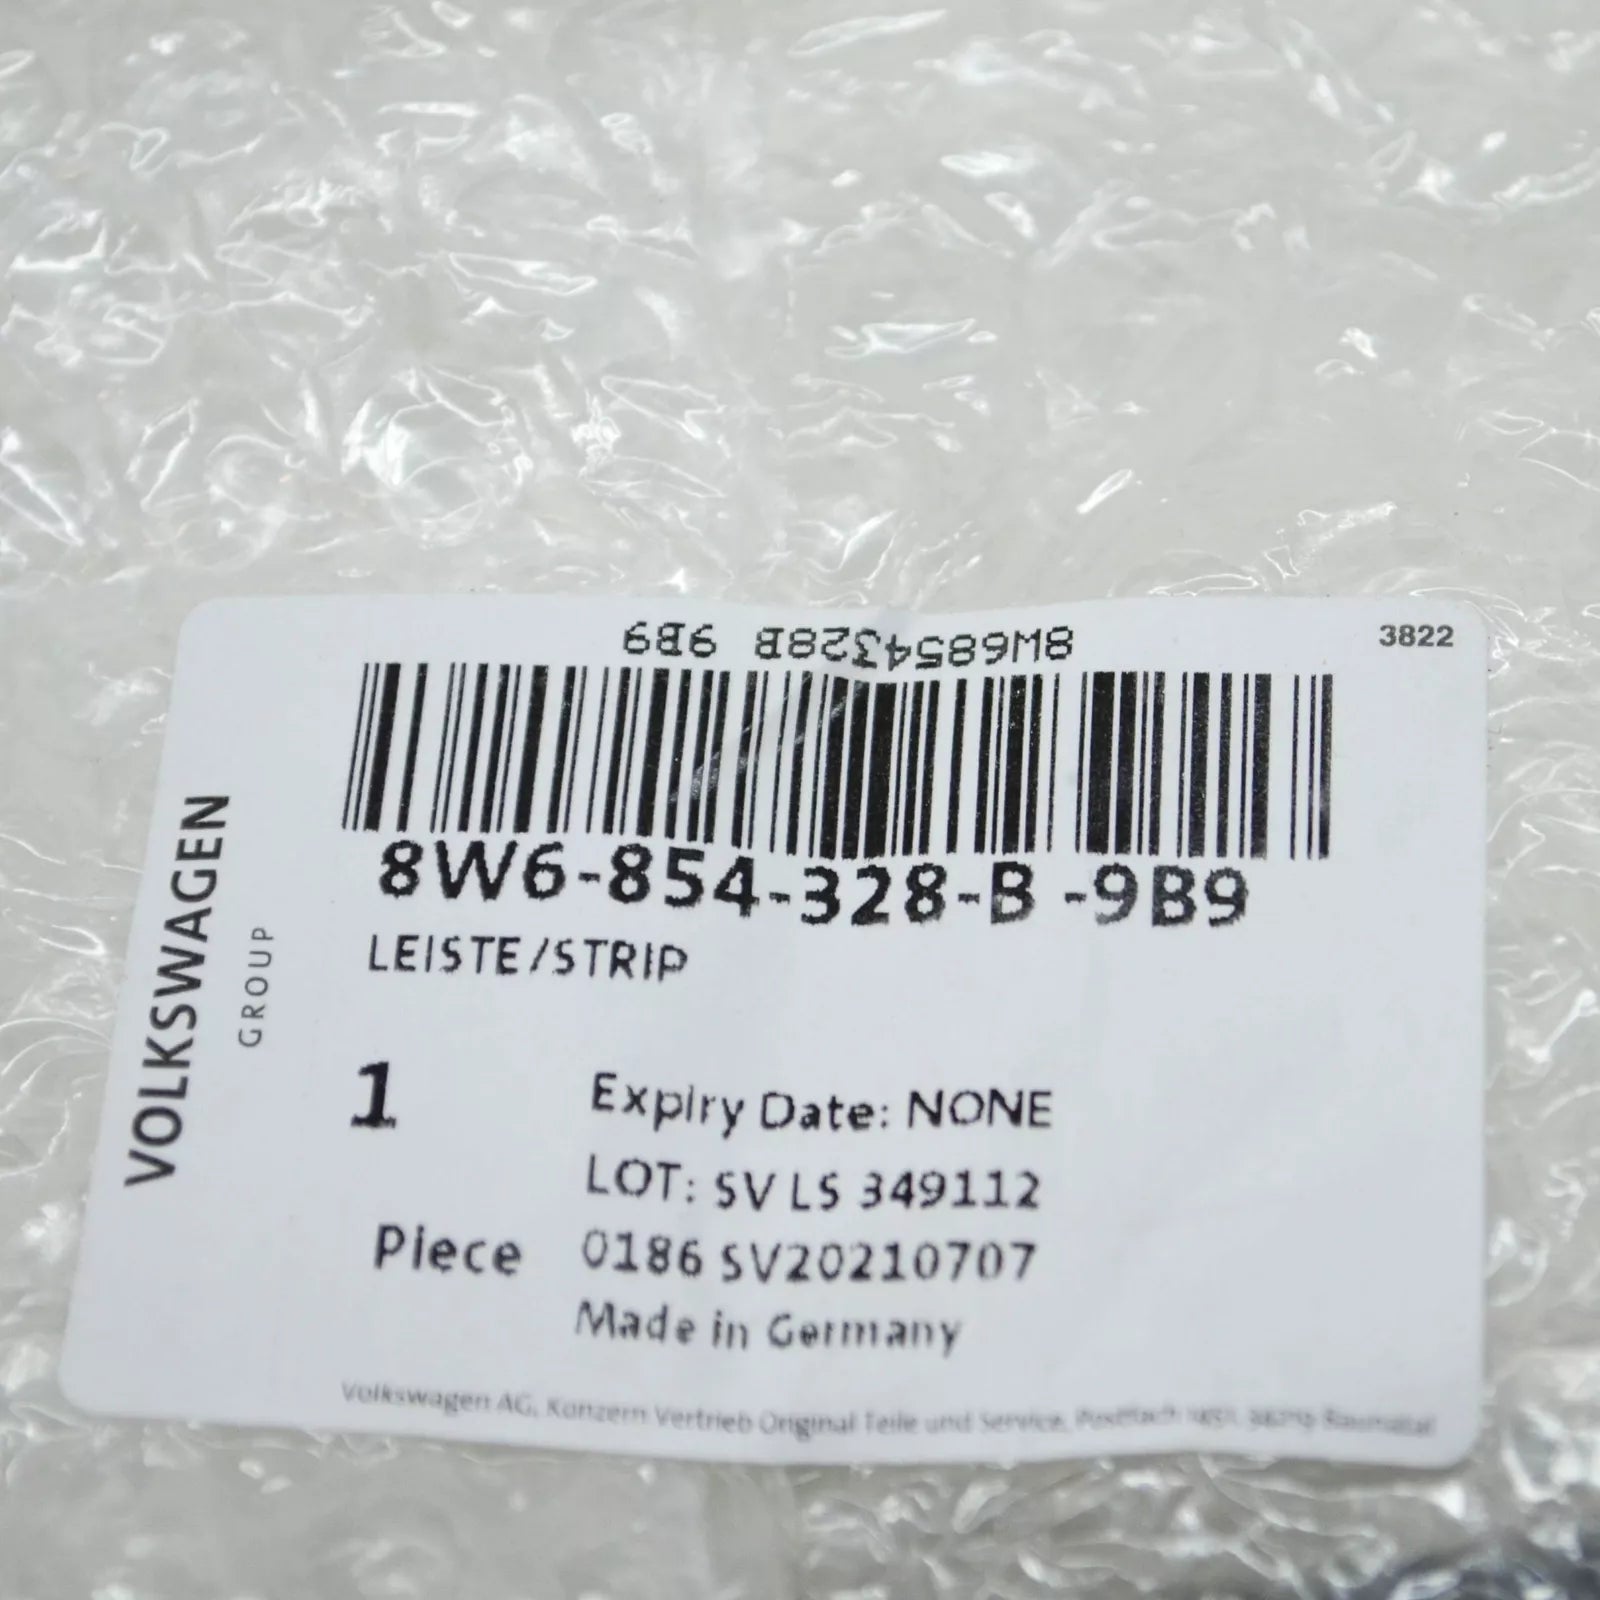 8W6854328B 9B9
3822
8W6-854-328-B -9B9
LEISTE/STRIP
VOLKSWAGEN
GROUP
1
Expiry Date: NONE
LOT: SV LS 349112
Piece 0186 SV20210707
Made in Germany
Volkswagen AG, Konzern Vertrieb Original Teile und Service, Postfach